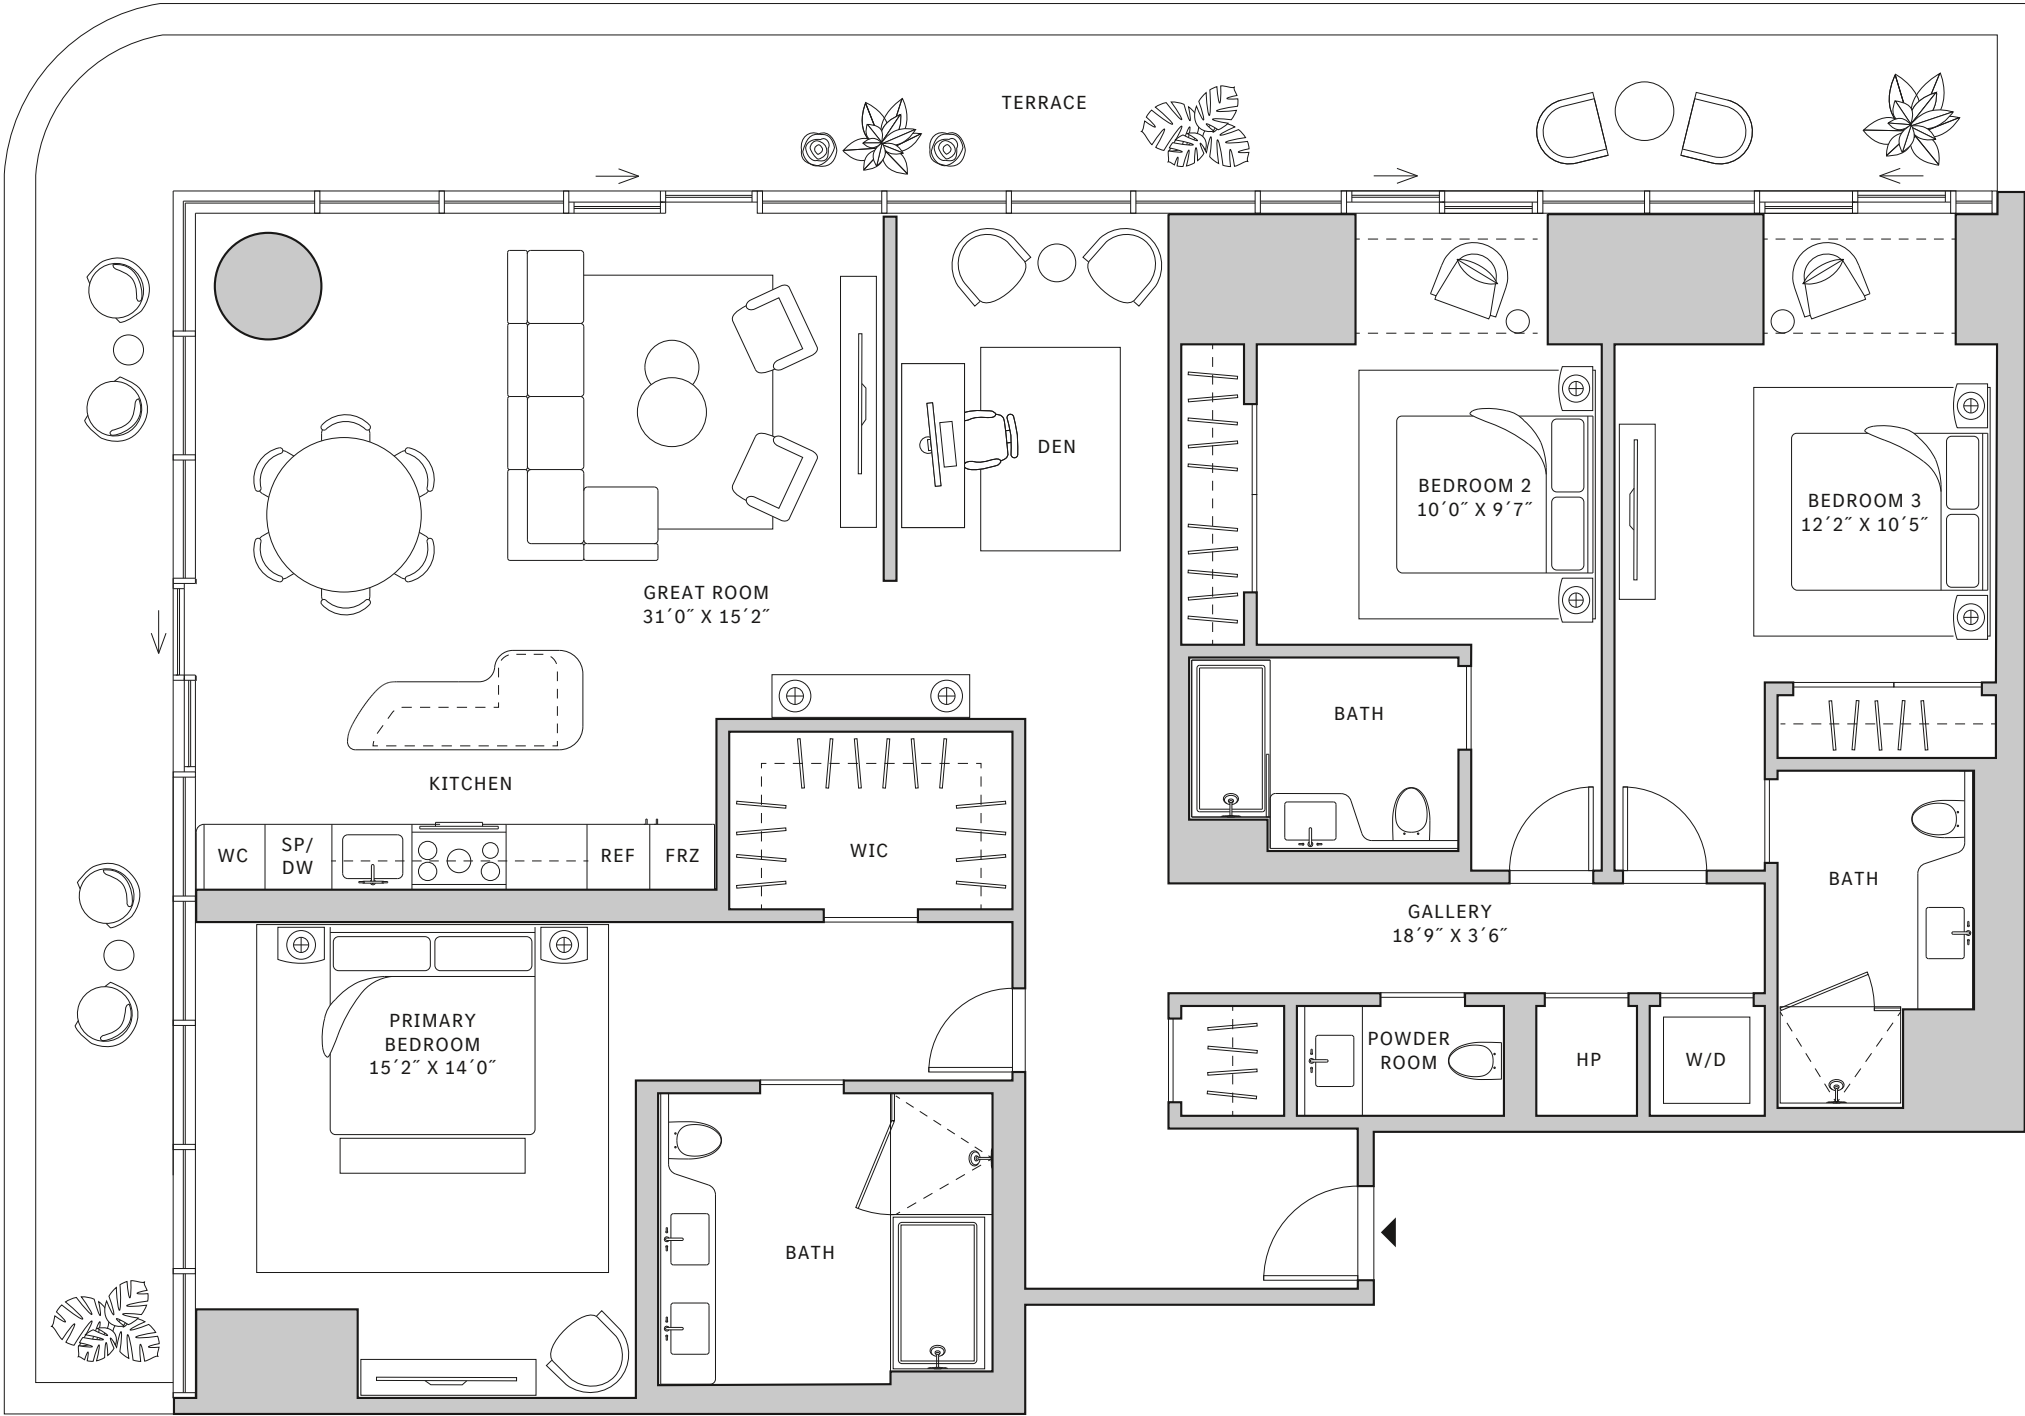 TERRACE
DEN
BEDROOM 2
10´0˝ X 9´7˝
BEDROOM 3
12´2˝ X 10´5˝
GREAT ROOM
31´0˝ X 15´2˝
BATH
KITCHEN
WC
SP/
DW
REF
FRZ
WIC
BATH
GALLERY
18´9˝ X 3´6˝
PRIMARY
BEDROOM
15´2˝ X 14´0˝
POWDER
ROOM
HP
W/D
BATH